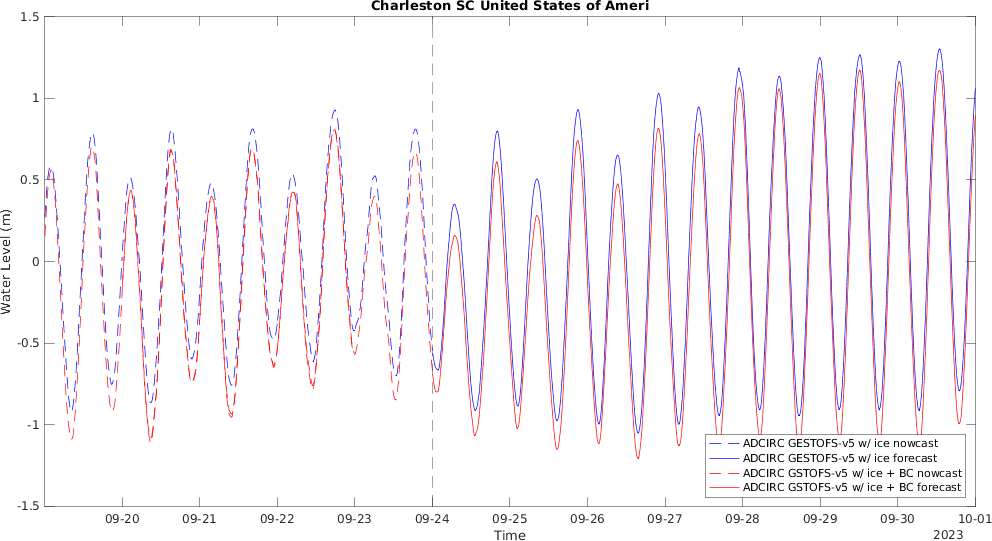 Charleston SC United States of Ameri
1.5
1
0.5
0
-0.5
-1
-1.5
Water Level (m)
ADCIRC GESTOFS-v5 w/ ice nowcast
ADCIRC GESTOFS-v5 w/ ice forecast
ADCIRC GSTOFS-v5 w/ ice + BC nowcast
ADCIRC GSTOFS-v5 w/ ice + BC forecast
09-20 09-21 09-22 09-23 09-24 09-25 09-26 09-27 09-28 09-29 09-30 10-01
Time
2023